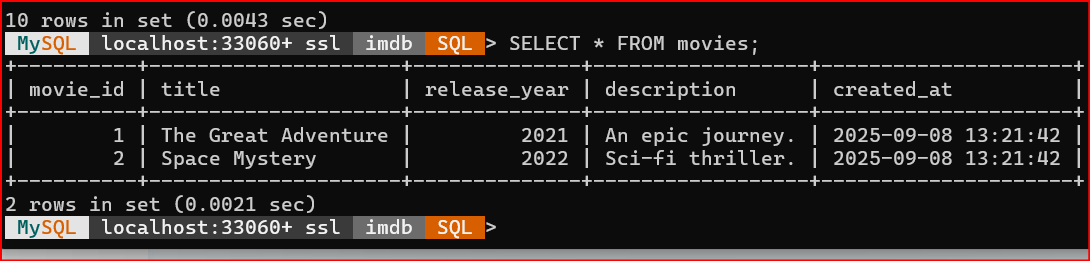 10 rows in set (0.0043 sec)
MySQL localhost:33060+ ssl imdb SQL> SELECT * FROM movies;
+----------+----------------------+--------------+------------------+---------------------+
| movie_id | title                | release_year | description      | created_at          |
+----------+----------------------+--------------+------------------+---------------------+
|        1 | The Great Adventure |         2021 | An epic journey. | 2025-09-08 13:21:42 |
|        2 | Space Mystery       |         2022 | Sci-fi thriller. | 2025-09-08 13:21:42 |
+----------+----------------------+--------------+------------------+---------------------+
2 rows in set (0.0021 sec)
MySQL localhost:33060+ ssl imdb SQL>